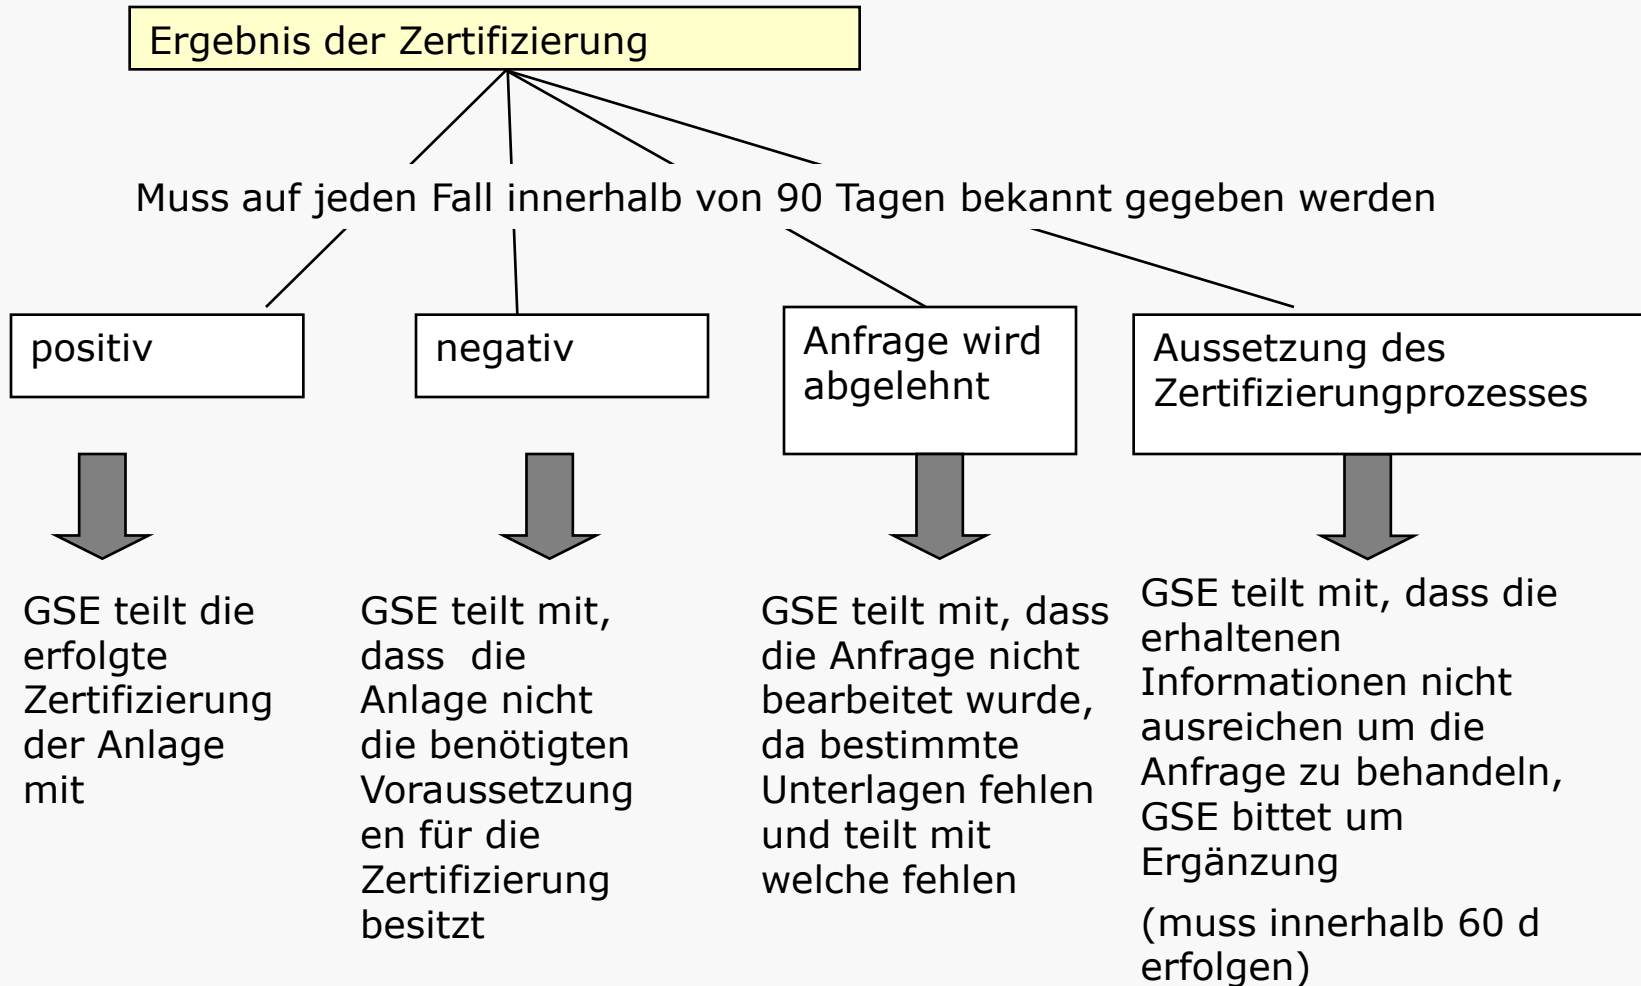 Ergebnis der Zertifizierung
Muss auf jeden Fall innerhalb von 90 Tagen bekannt gegeben werden
positiv
negativ
Anfrage wird
abgelehnt
Aussetzung des
Zertifizierungprozesses
GSE teilt die
erfolgte
Zertifizierung
der Anlage
mit
GSE teilt mit,
dass  die
Anlage nicht
die benötigten
Voraussetzung
en für die
Zertifizierung
besitzt
GSE teilt mit, dass
die Anfrage nicht
bearbeitet wurde,
da bestimmte
Unterlagen fehlen
und teilt mit
welche fehlen
GSE teilt mit, dass die
erhaltenen
Informationen nicht
ausreichen um die
Anfrage zu behandeln,
GSE bittet um
Ergänzung
(muss innerhalb 60 d
erfolgen)